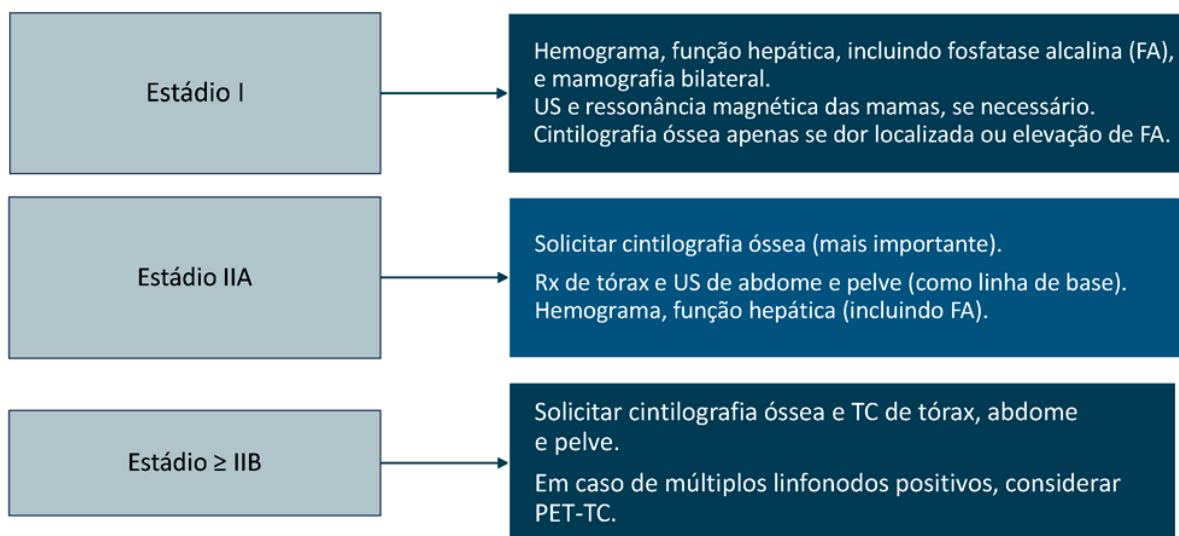 Estádio I
Hemograma, função hepática, incluindo fosfatase alcalina (FA),
e mamografia bilateral.
US e ressonância magnética das mamas, se necessário.
Cintilografia óssea apenas se dor localizada ou elevação de FA.
Estádio IIA
Solicitar cintilografia óssea (mais importante).
Rx de tórax e US de abdome e pelve (como linha de base).
Hemograma, função hepática (incluindo FA).
Estádio ≥ IIB
Solicitar cintilografia óssea e TC de tórax, abdome
e pelve.
Em caso de múltiplos linfonodos positivos, considerar
PET-TC.